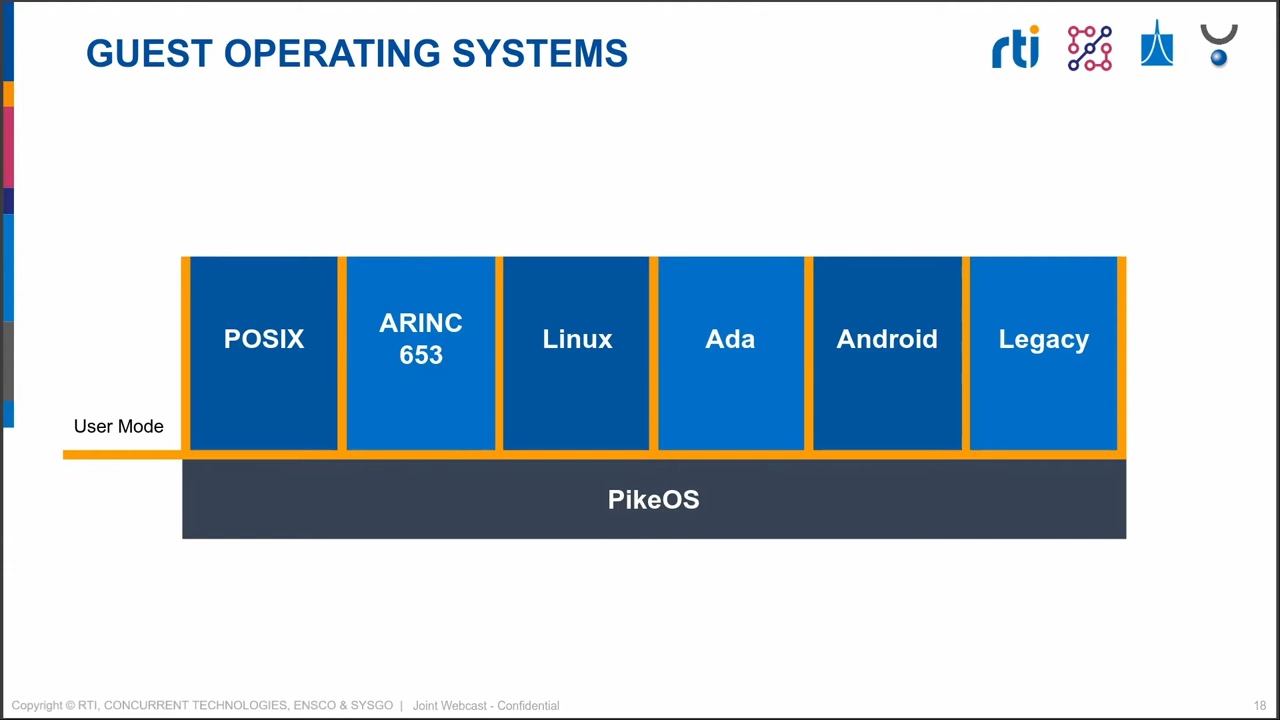 GUEST OPERATING SYSTEMS
rti
POSIX
ARINC
653
Linux
Ada
Android
Legacy
User Mode
PikeOS
Copyright © RTI, CONCURRENT TECHNOLOGIES, ENSCO & SYSGO | Joint Webcast - Confidential
18